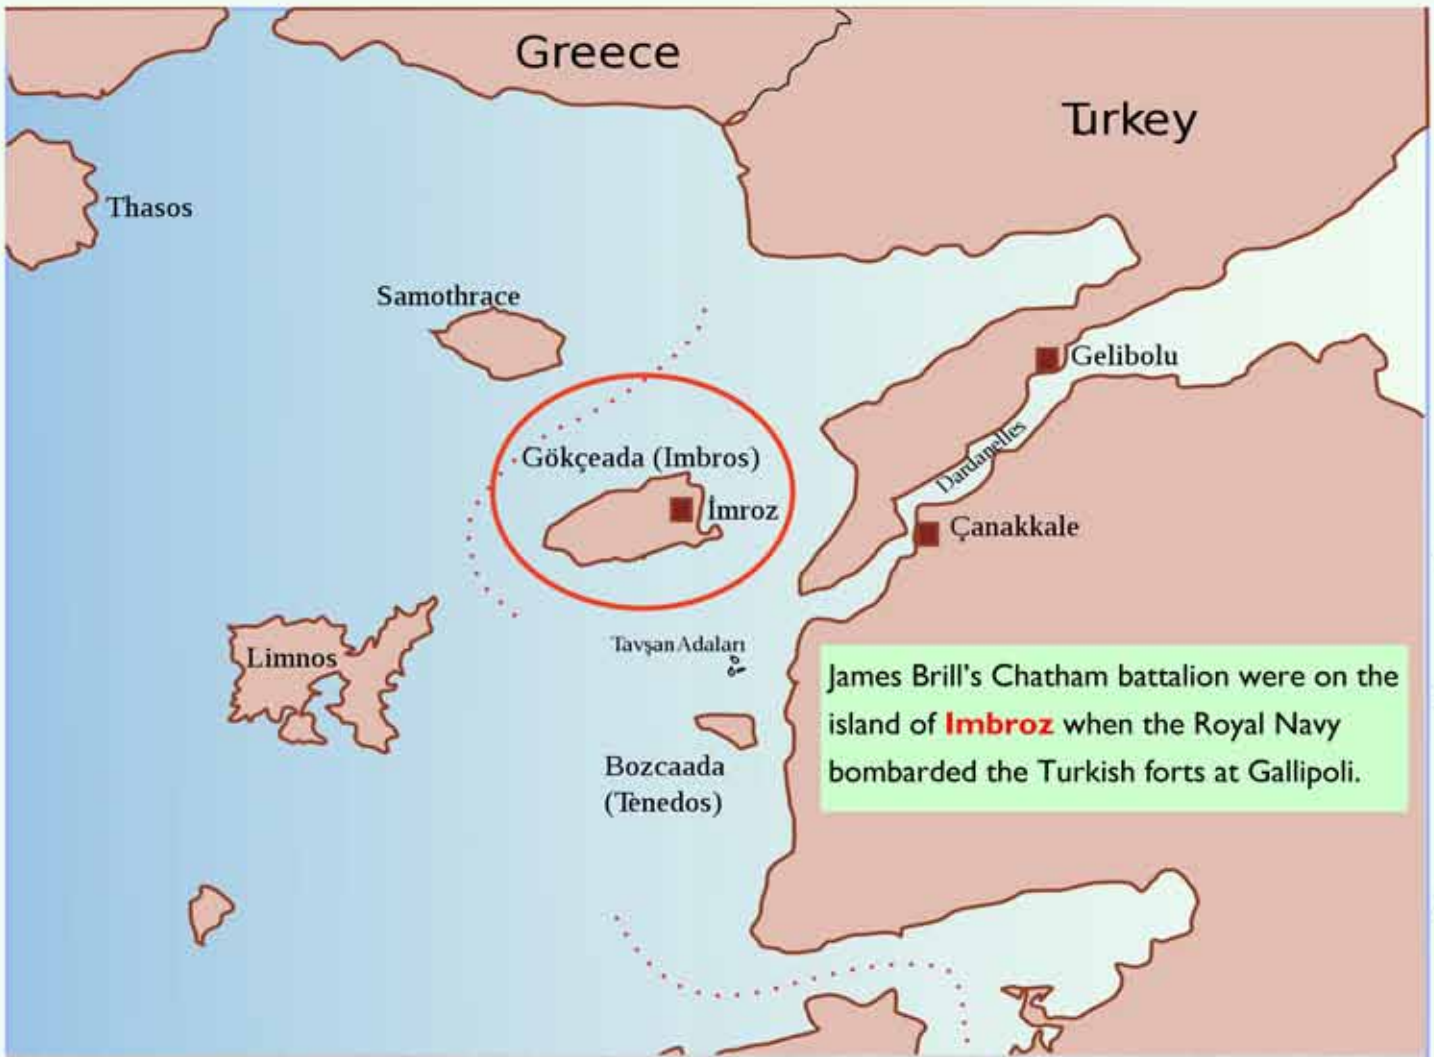 Greece
Turkey
Thasos
Samothrace
Gelibolu
Dardanelles
Gökçeada (Imbros)
İmroz
Çanakkale
Tavşan Adaları
Limnos
James Brill's Chatham battalion were on the
island of Imbroz when the Royal Navy
bombarded the Turkish forts at Gallipoli.
Bozcaada
(Tenedos)